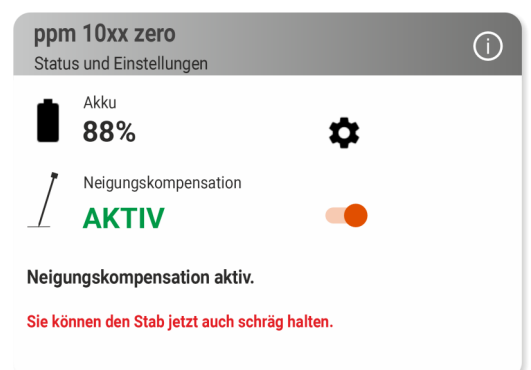 ppm 10xx zero
Status und Einstellungen
Akku
88%
Neigungskompensation
AKTIV
Neigungskompensation aktiv.
Sie können den Stab jetzt auch schräg halten.